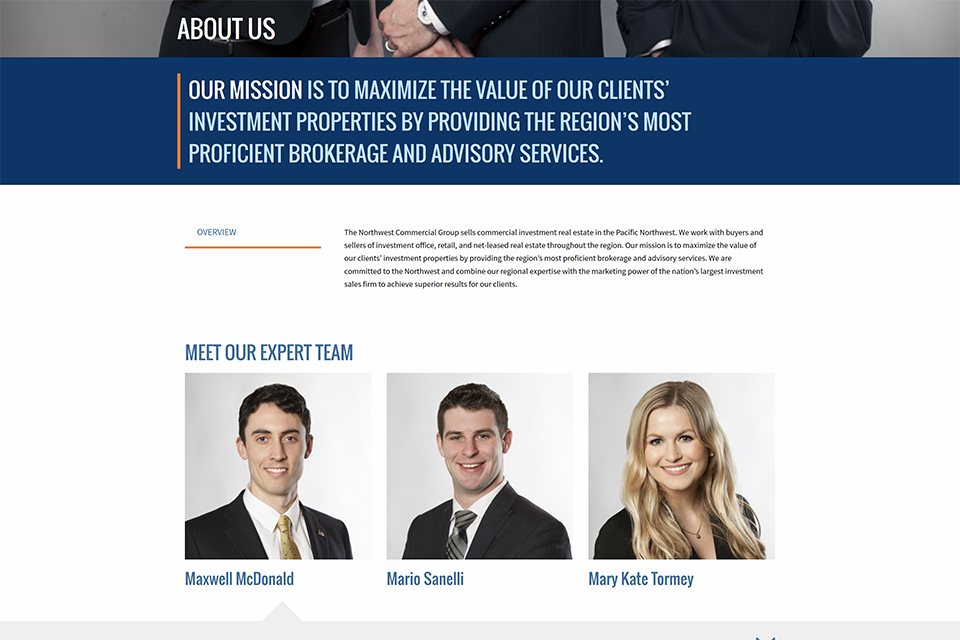 ABOUT US
OUR MISSION IS TO MAXIMIZE THE VALUE OF OUR CLIENTS’
INVESTMENT PROPERTIES BY PROVIDING THE REGION’S MOST
PROFICIENT BROKERAGE AND ADVISORY SERVICES.
OVERVIEW
The Northwest Commercial Group sells commercial investment real estate in the Pacific Northwest. We work with buyers and
sellers of investment office, retail, and net-leased real estate throughout the region. Our mission is to maximize the value of
our clients’ investment properties by providing the region’s most proficient brokerage and advisory services. We are
committed to the Northwest and combine our regional expertise with the marketing power of the nation’s largest investment
sales firm to achieve superior results for our clients.
MEET OUR EXPERT TEAM
Maxwell McDonald
Mario Sanelli
Mary Kate Tormey